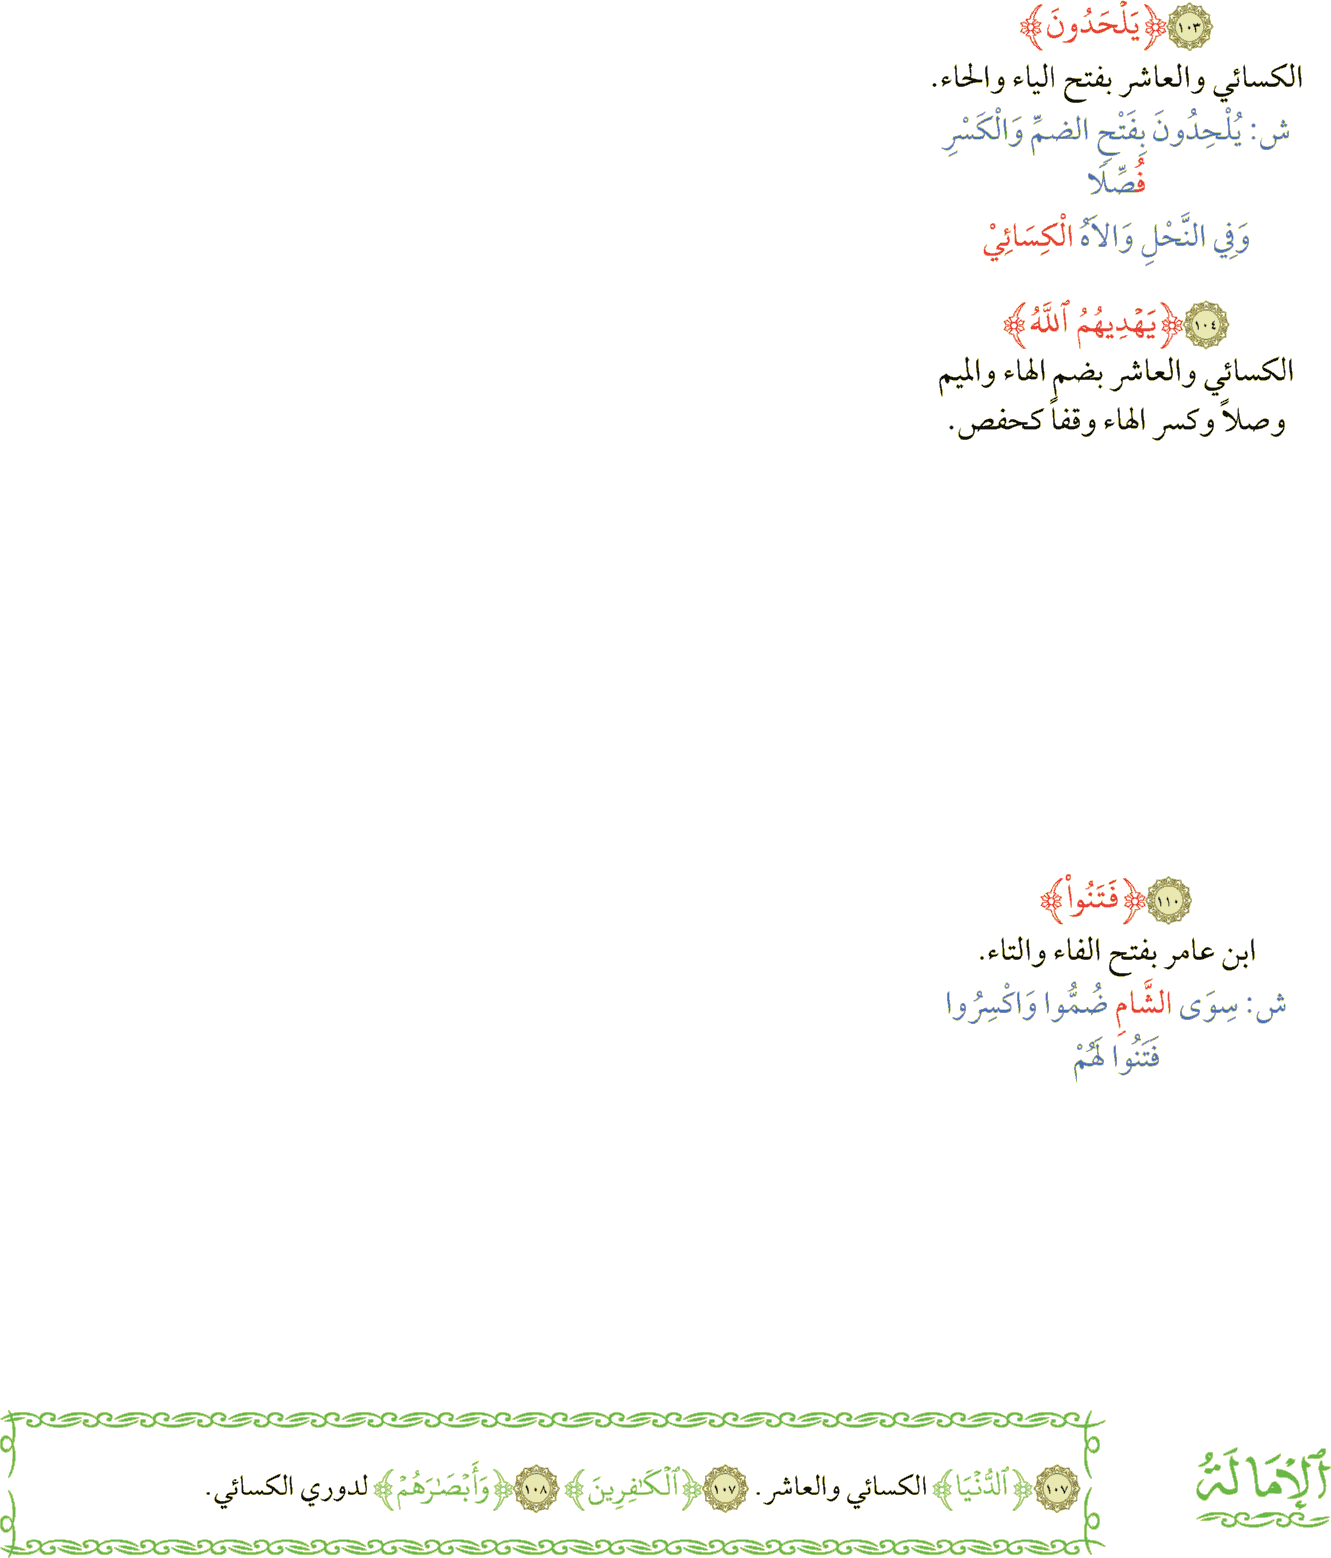 ١٠٣ ﴿يَلْحَدُونَ﴾
الكسائي والعاشر بفتح الياء والحاء.
ش: يُلْحِدُونَ بِفَتْحِ الضمِّ وَالْكَسْرِ
فُصِّلَا
وَفِي النَّحْلِ وَالاَهُ الْكِسَائِيْ
١٠٤ ﴿يَهْدِيهُمُ ٱللَّهُ﴾
الكسائي والعاشر بضم الهاء والميم
وصلاً وكسر الهاء وقفاً كحفص.
١١٠ ﴿فَتَنُواْ﴾
ابن عامر بفتح الفاء والتاء.
ش: سِوَى الشَّامِ ضُمُّوا وَاكْسِرُوا
فَتَنُوا لَهُمْ
ٱلْإِمَالَةُ
١٠٧ ﴿ٱلدُّنْيَا﴾ الكسائي والعاشر. ١٠٧ ﴿ٱلْكَٰفِرِينَ﴾ ١٠٨ ﴿وَأَبْصَٰرَهُمْ﴾ لدوري الكسائي.